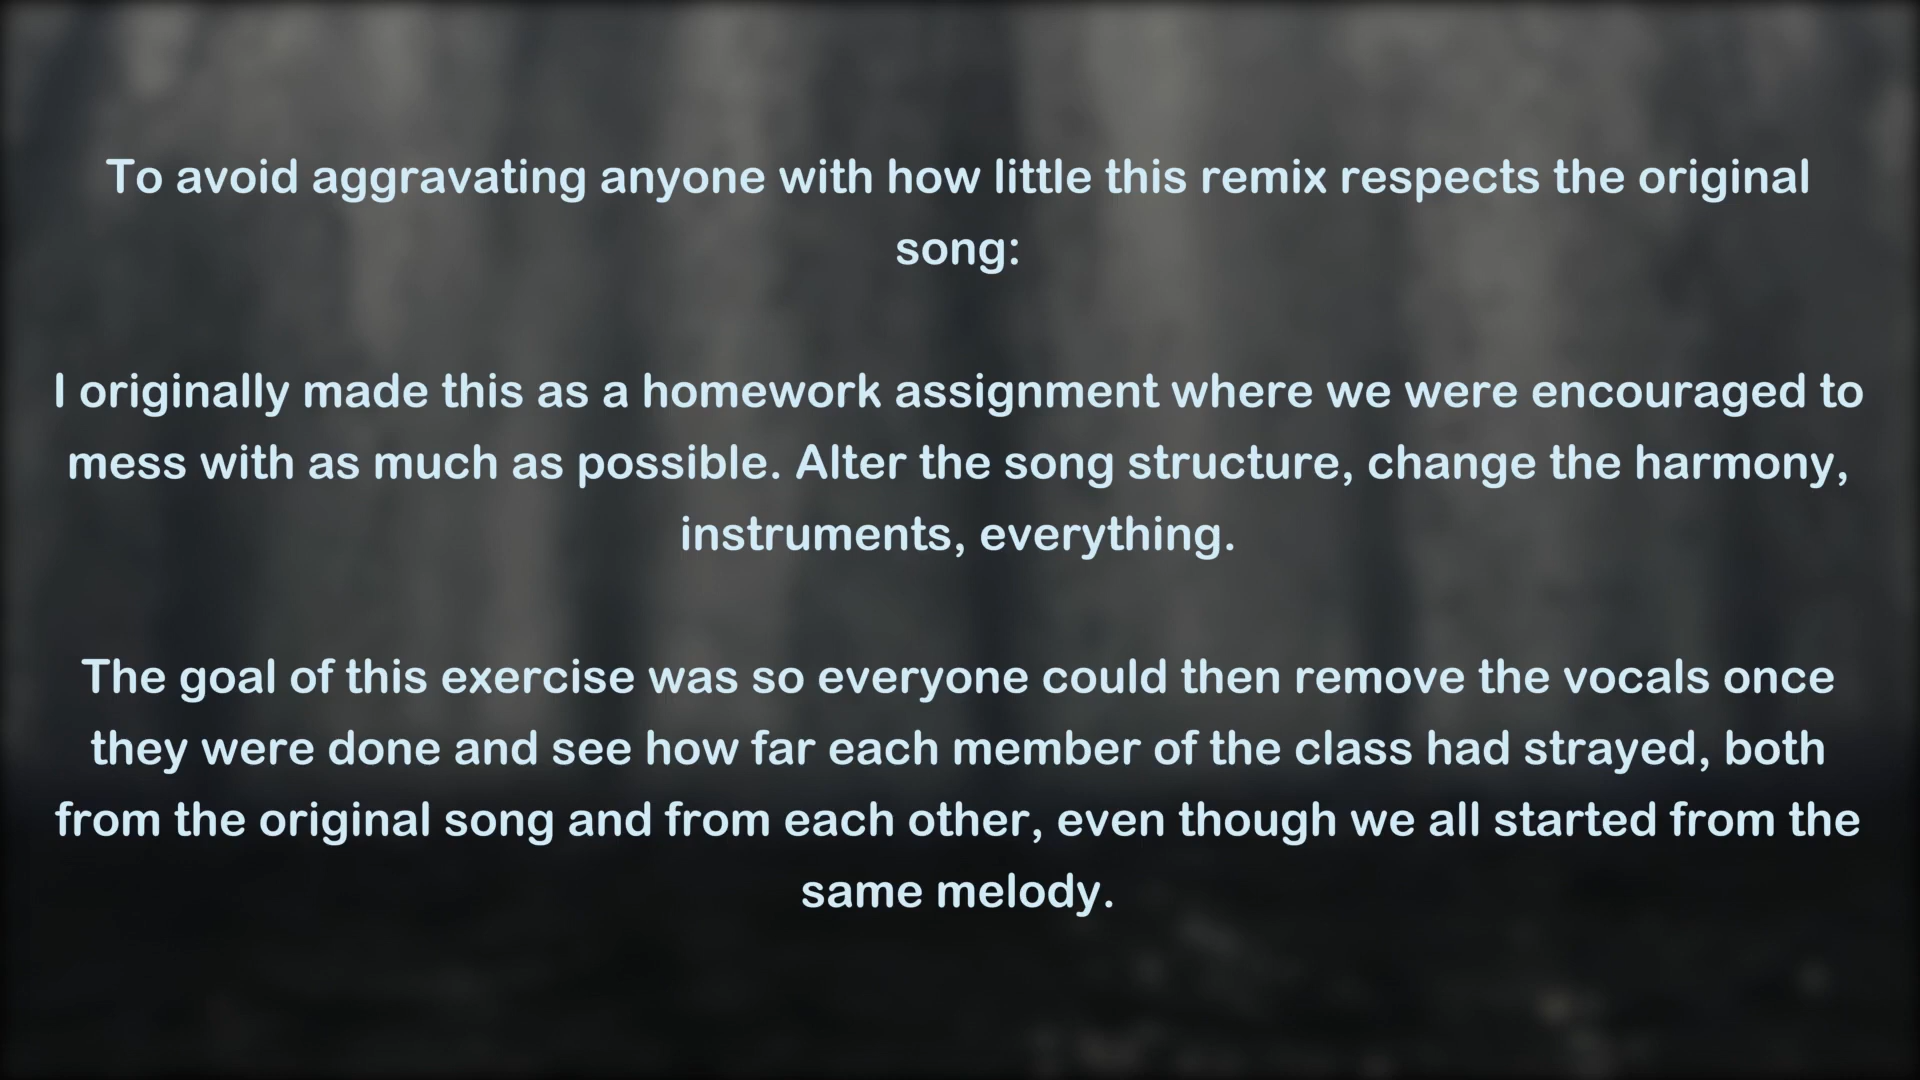 To avoid aggravating anyone with how little this remix respects the original
song:
I originally made this as a homework assignment where we were encouraged to
mess with as much as possible. Alter the song structure, change the harmony,
instruments, everything.
The goal of this exercise was so everyone could then remove the vocals once
they were done and see how far each member of the class had strayed, both
from the original song and from each other, even though we all started from the
same melody.